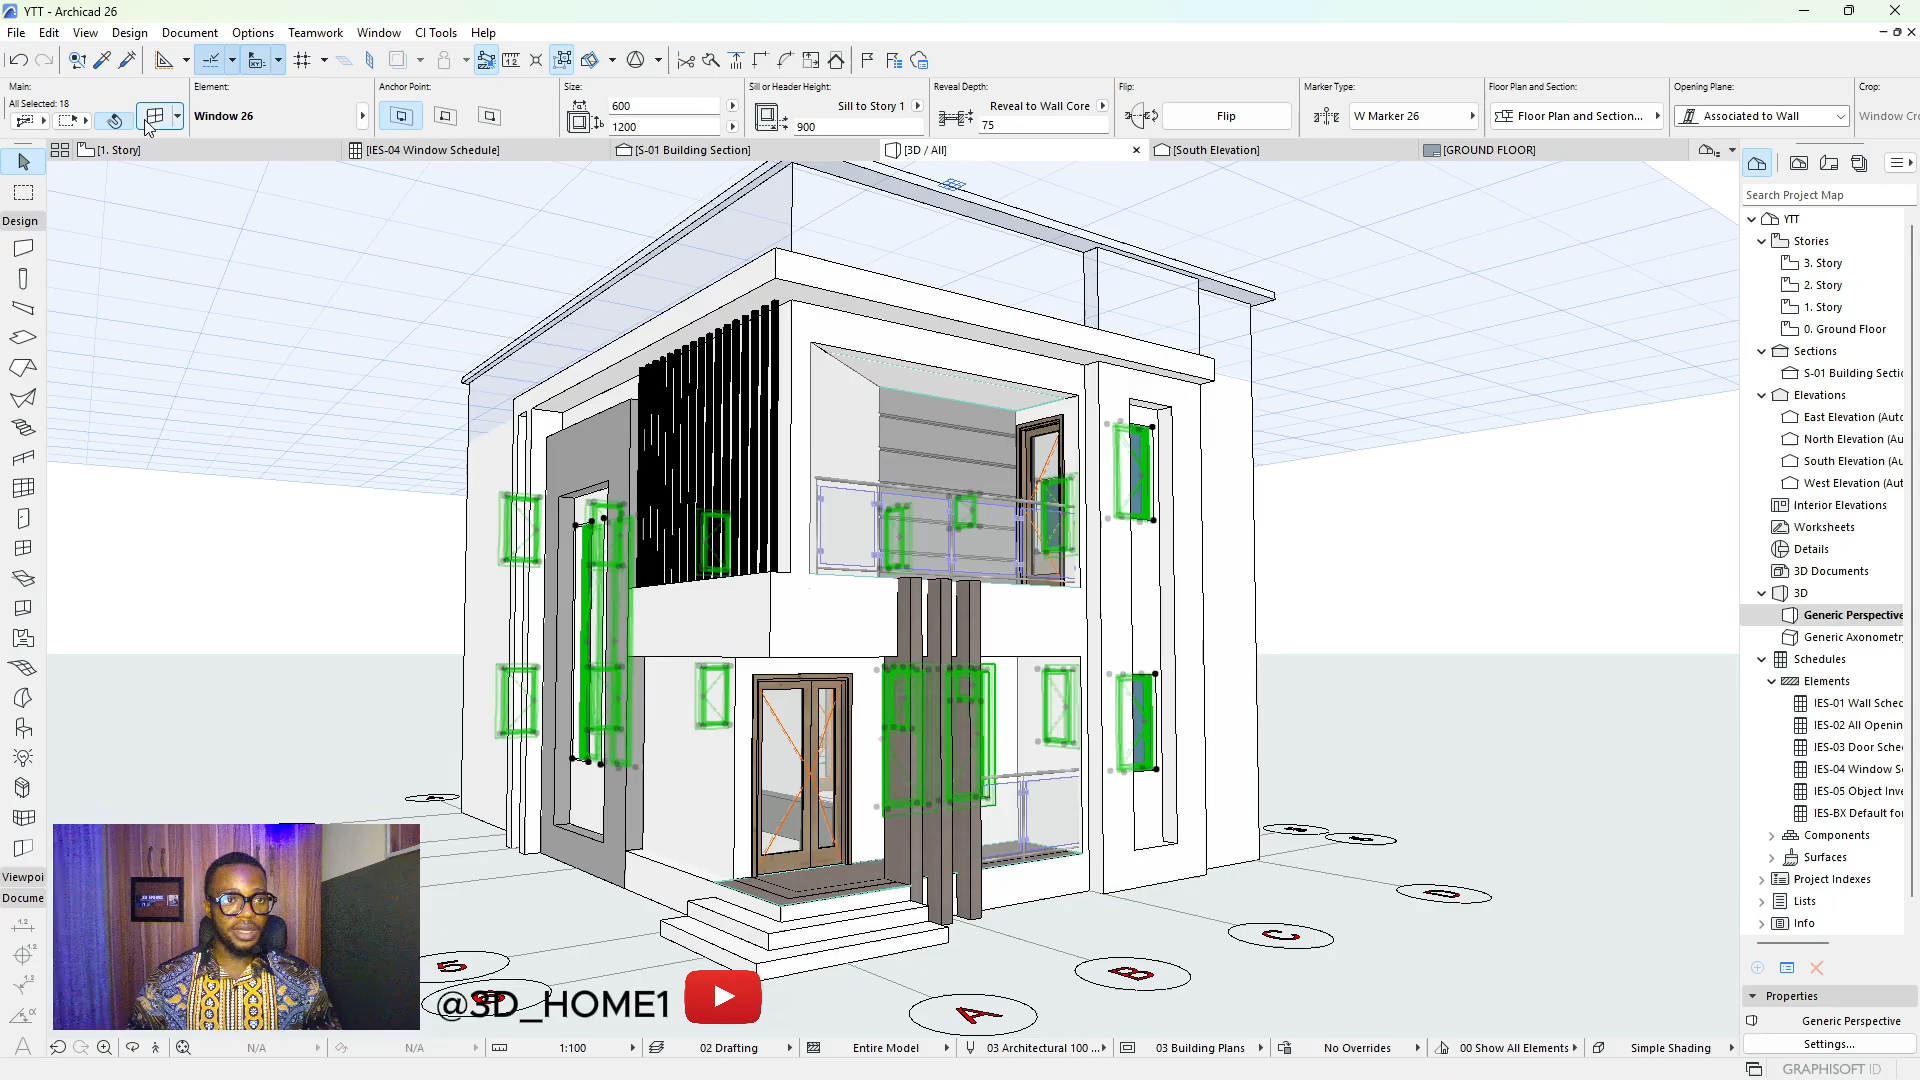 YTT - Archicad 26
File Edit View Design Document Options Teamwork Window CI Tools Help
Main:
All Selected: 18
Element:
Window 26
Anchor Point:
Size:
600
1200
Sill or Header Height:
Sill to Story 1
900
Reveal Depth:
Reveal to Wall Core
75
Flip:
Flip
Marker Type:
W Marker 26
Floor Plan and Section:
Floor Plan and Section...
Opening Plane:
Associated to Wall
Crop:
Window Cr
[1. Story]
[IES-04 Window Schedule]
[S-01 Building Section]
[3D / All]
[South Elevation]
[GROUND FLOOR]
Design
Viewpoi
Docume
Search Project Map
YTT
Stories
3. Story
2. Story
1. Story
0. Ground Floor
Sections
S-01 Building Sectio
Elevations
East Elevation (Auto
North Elevation (Au
South Elevation (Au
West Elevation (Aut
Interior Elevations
Worksheets
Details
3D Documents
3D
Generic Perspective
Generic Axonometr
Schedules
Elements
IES-01 Wall Sched
IES-02 All Openin
IES-03 Door Sche
IES-04 Window S
IES-05 Object Inve
IES-BX Default fo
Components
Surfaces
Project Indexes
Lists
Info
Properties
Generic Perspective
Settings...
5
A
B
C
D
@3D_HOME1
N/A
N/A
1:100
02 Drafting
Entire Model
03 Architectural 100 ...
03 Building Plans
No Overrides
00 Show All Elements
Simple Shading
GRAPHISOFT ID